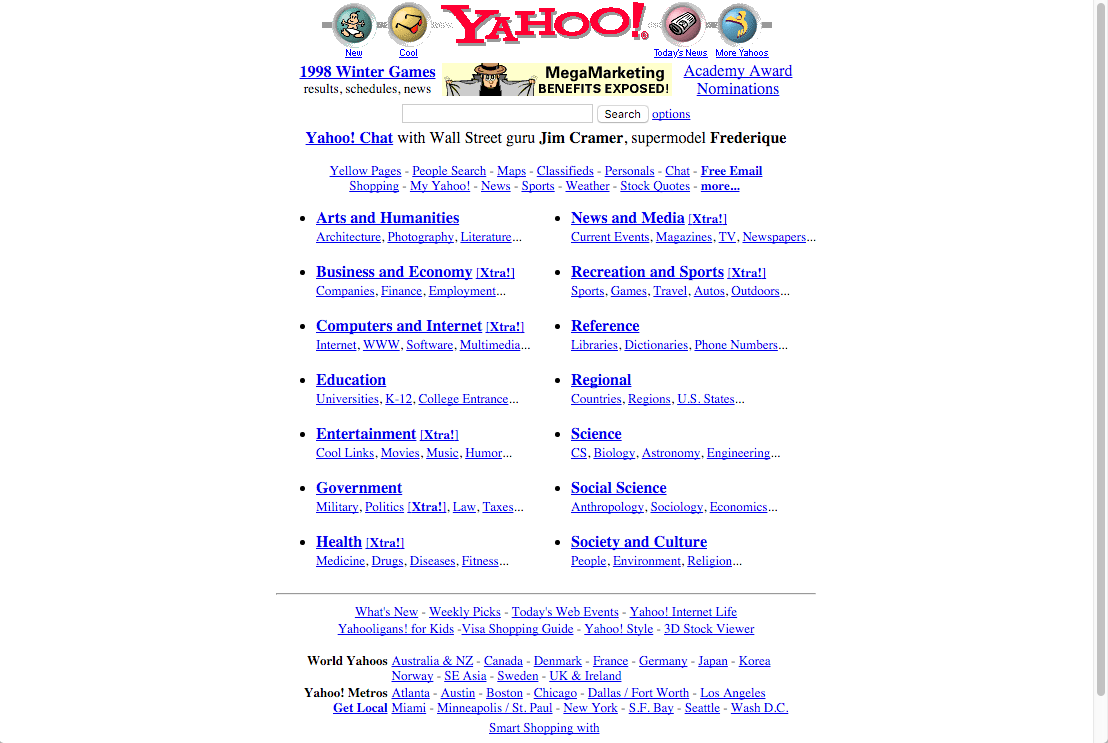 YAHOO!
New
Cool
Today's News
More Yahoos
1998 Winter Games
results, schedules, news
MegaMarketing
BENEFITS EXPOSED!
Academy Award
Nominations
Search options
Yahoo! Chat with Wall Street guru Jim Cramer, supermodel Frederique
Yellow Pages - People Search - Maps - Classifieds - Personals - Chat - Free Email
Shopping - My Yahoo! - News - Sports - Weather - Stock Quotes - more...
Arts and Humanities
Architecture, Photography, Literature...
Business and Economy [Xtra!]
Companies, Finance, Employment...
Computers and Internet [Xtra!]
Internet, WWW, Software, Multimedia...
Education
Universities, K-12, College Entrance...
Entertainment [Xtra!]
Cool Links, Movies, Music, Humor...
Government
Military, Politics [Xtra!], Law, Taxes...
Health [Xtra!]
Medicine, Drugs, Diseases, Fitness...
News and Media [Xtra!]
Current Events, Magazines, TV, Newspapers...
Recreation and Sports [Xtra!]
Sports, Games, Travel, Autos, Outdoors...
Reference
Libraries, Dictionaries, Phone Numbers...
Regional
Countries, Regions, U.S. States...
Science
CS, Biology, Astronomy, Engineering...
Social Science
Anthropology, Sociology, Economics...
Society and Culture
People, Environment, Religion...
What's New - Weekly Picks - Today's Web Events - Yahoo! Internet Life
Yahooligans! for Kids -Visa Shopping Guide - Yahoo! Style - 3D Stock Viewer
World Yahoos Australia & NZ - Canada - Denmark - France - Germany - Japan - Korea
Norway - SE Asia - Sweden - UK & Ireland
Yahoo! Metros Atlanta - Austin - Boston - Chicago - Dallas / Fort Worth - Los Angeles
Get Local Miami - Minneapolis / St. Paul - New York - S.F. Bay - Seattle - Wash D.C.
Smart Shopping with